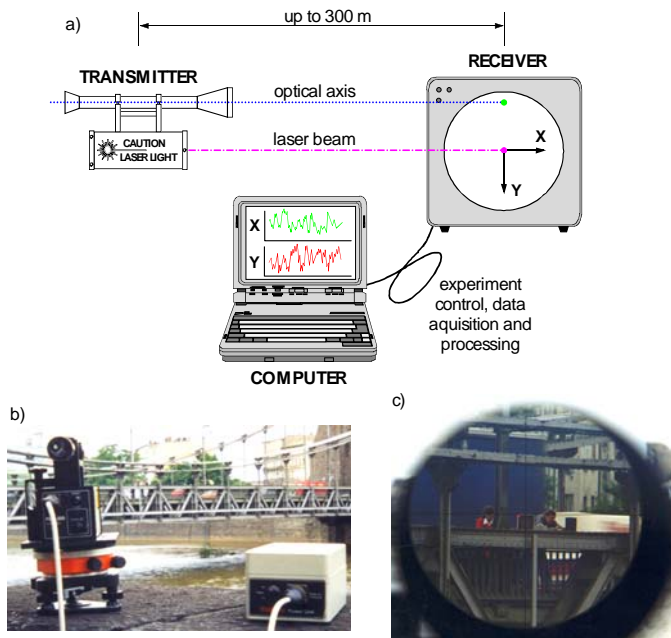 a)
up to 300 m
TRANSMITTER
RECEIVER
optical axis
CAUTION
LASER LIGHT
laser beam
X
Y
X
Y
experiment
control, data
aquisition and
processing
COMPUTER
b)
c)